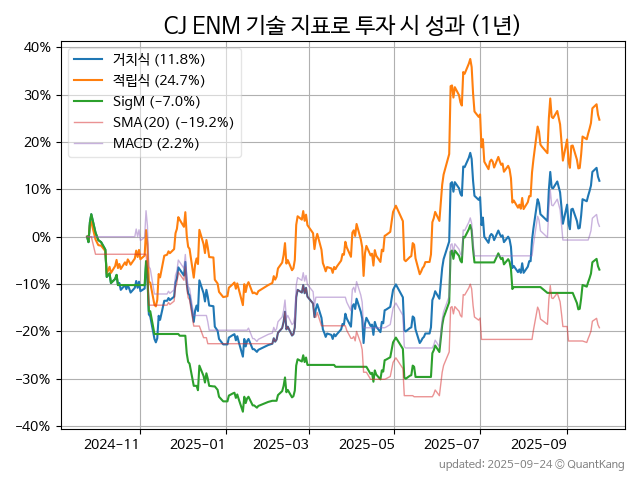 CJ ENM 기술 지표로 투자 시 성과 (1년)
40%
30%
20%
10%
0%
−10%
−20%
−30%
−40%
거치식 (11.8%)
적립식 (24.7%)
SigM (−7.0%)
SMA(20) (−19.2%)
MACD (2.2%)
2024-11
2025-01
2025-03
2025-05
2025-07
2025-09
updated: 2025-09-24 © QuantKang